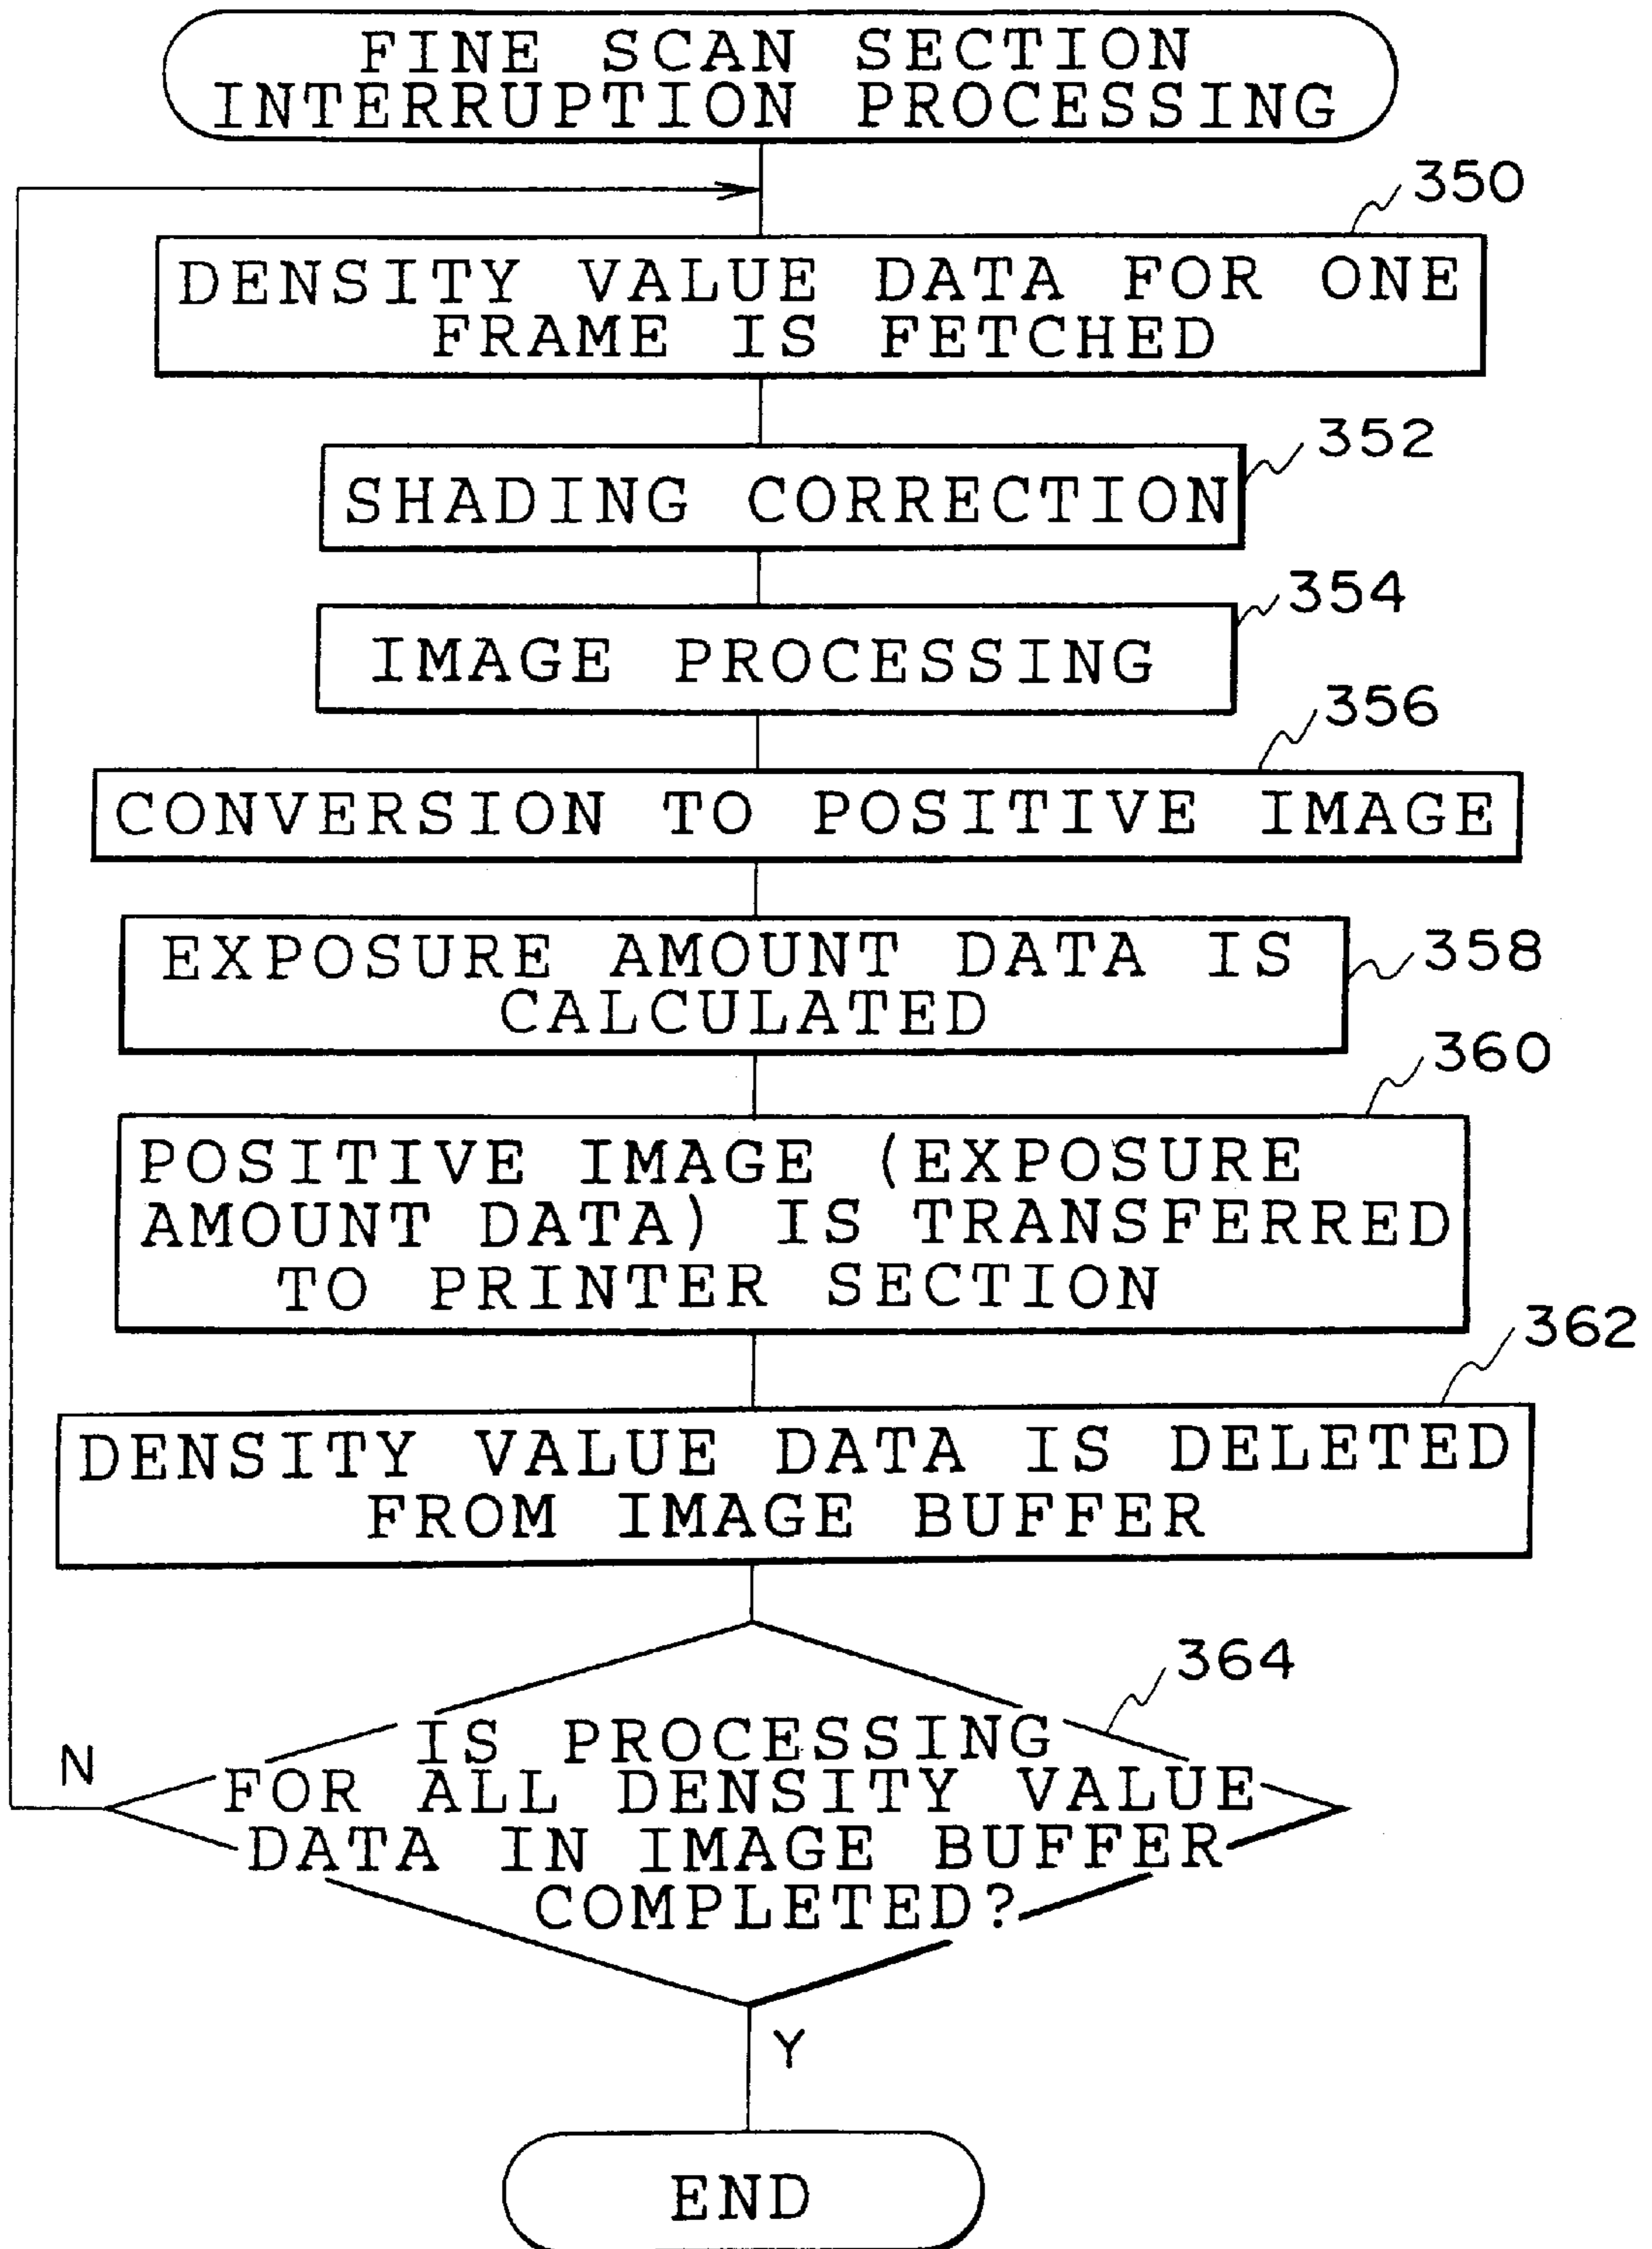 FINE SCAN SECTION
INTERRUPTION PROCESSING
350
DENSITY VALUE DATA FOR ONE
FRAME IS FETCHED
352
SHADING CORRECTION
354
IMAGE PROCESSING
356
CONVERSION TO POSITIVE IMAGE
358
EXPOSURE AMOUNT DATA IS
CALCULATED
360
POSITIVE IMAGE (EXPOSURE
AMOUNT DATA) IS TRANSFERRED
TO PRINTER SECTION
362
DENSITY VALUE DATA IS DELETED
FROM IMAGE BUFFER
364
IS PROCESSING
N
FOR ALL DENSITY VALUE
DATA IN IMAGE BUFFER
COMPLETED?
Y
END